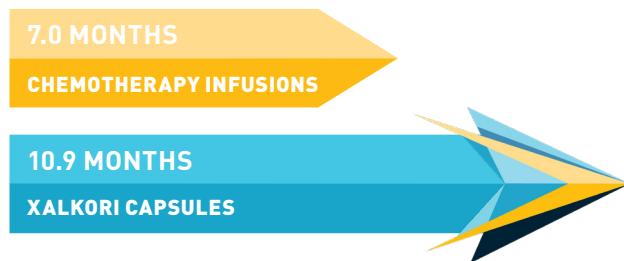 7.0 MONTHS
CHEMOTHERAPY INFUSIONS
10.9 MONTHS
XALKORI CAPSULES